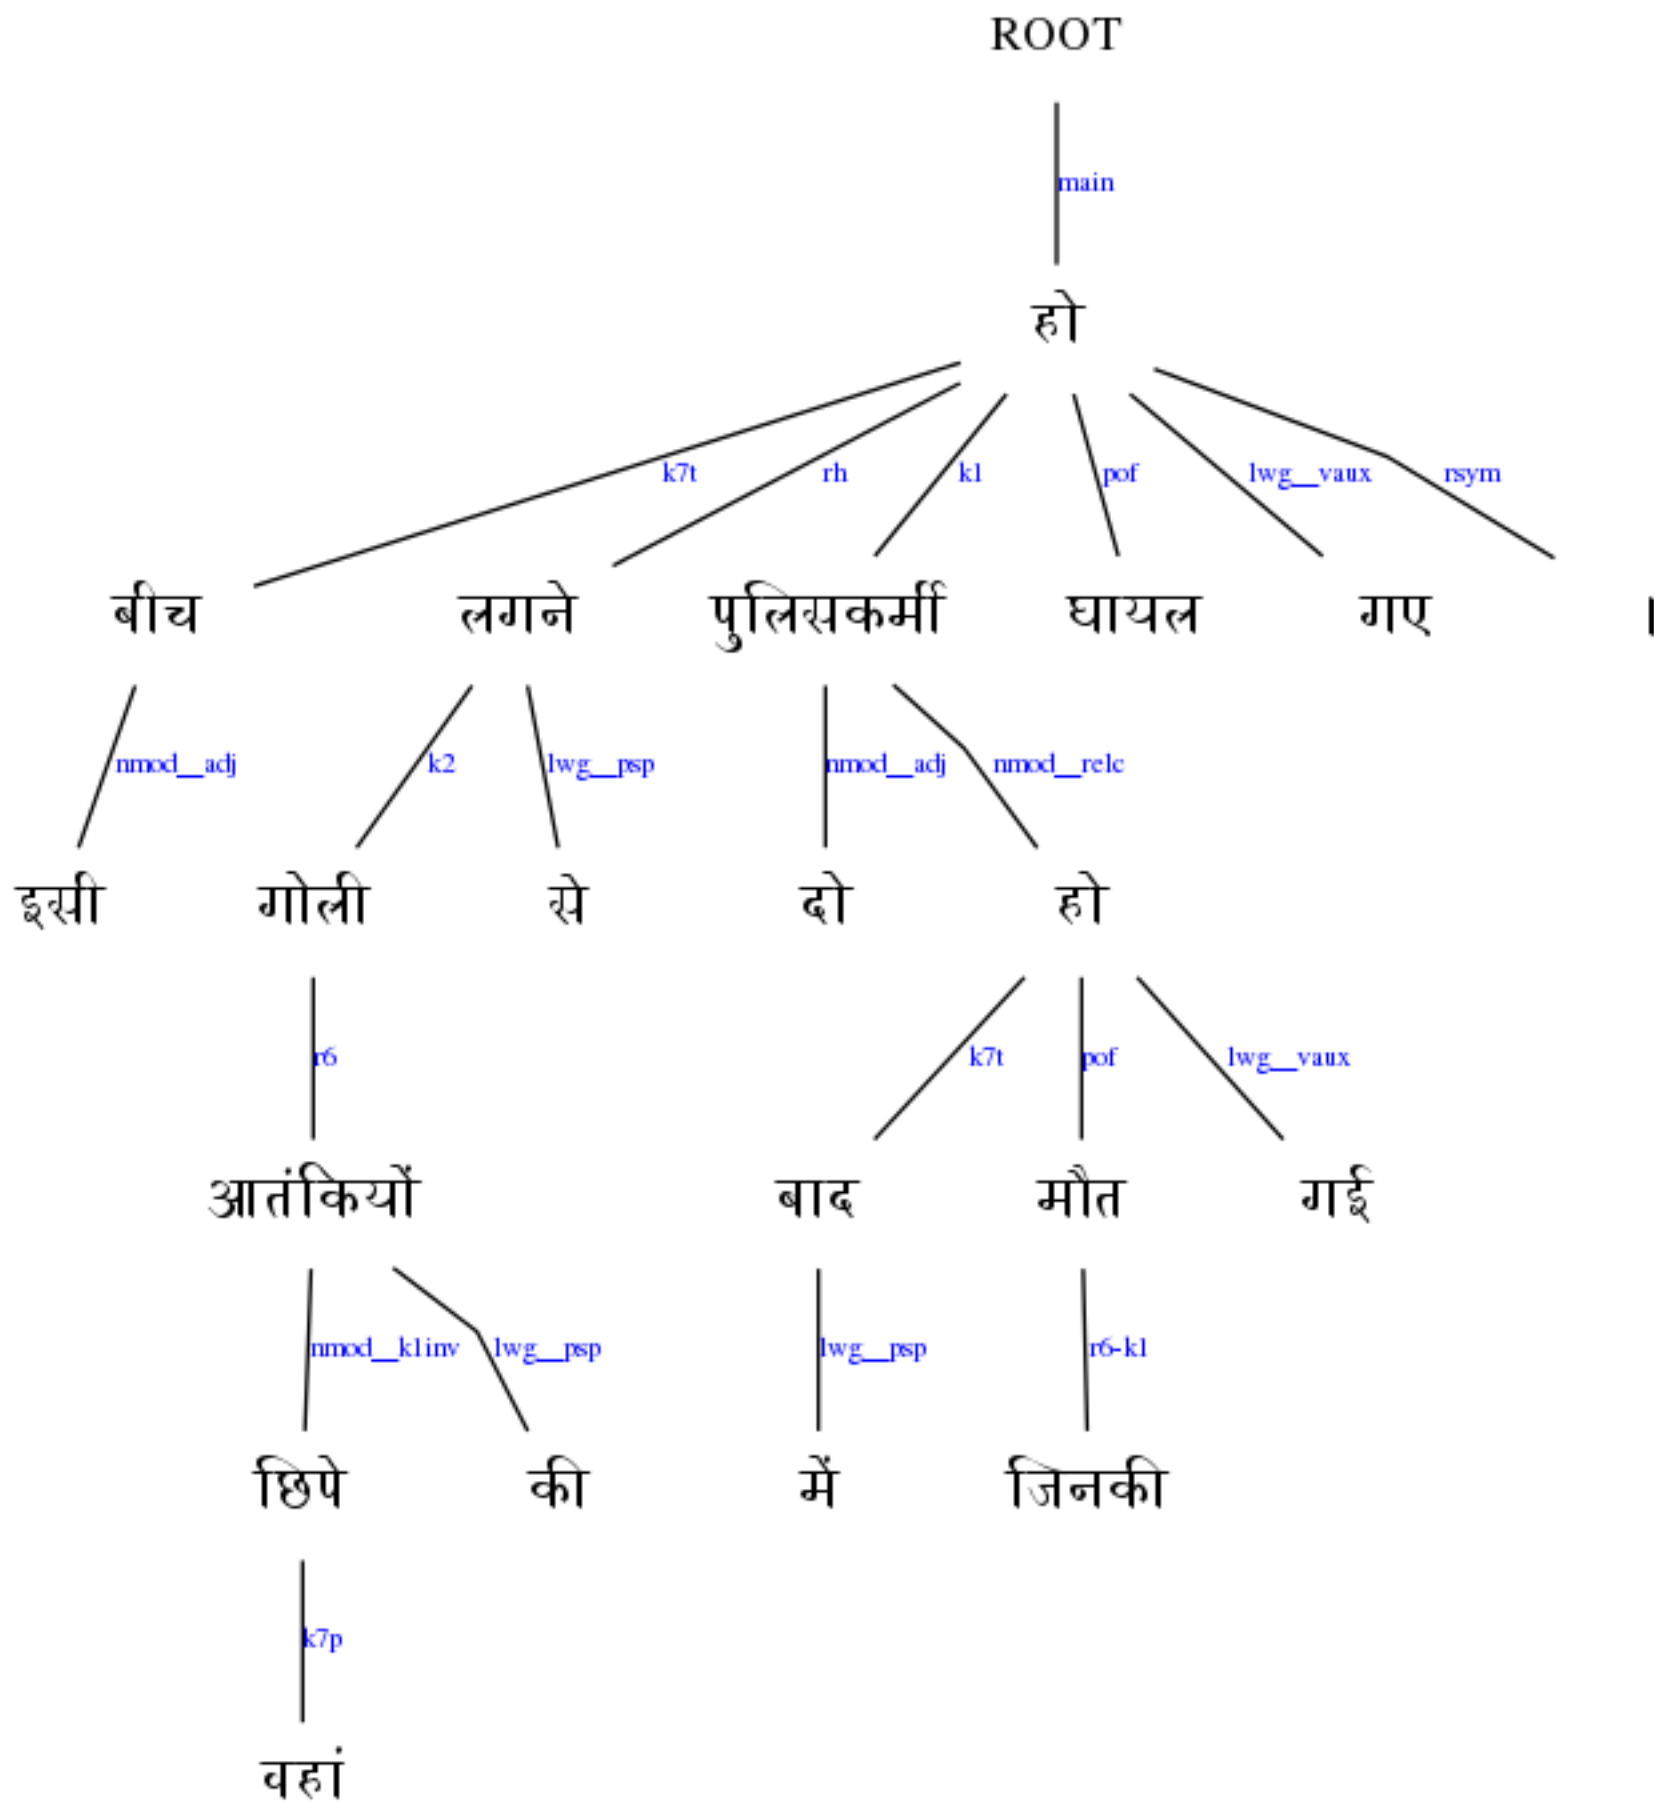 ROOT
main
हो
k7t rh k1 pof lwg__vaux rsym
बीच लगने पुलिसकर्मी घायल गए ।
nmod__adj k2 lwg__psp nmod__adj nmod__relc
इसी गोली से दो हो
r6 k7t pof lwg__vaux
आतंकियों बाद मौत गई
nmod__k1inv lwg__psp lwg__psp r6-k1
छिपे की में जिनकी
k7p
वहां